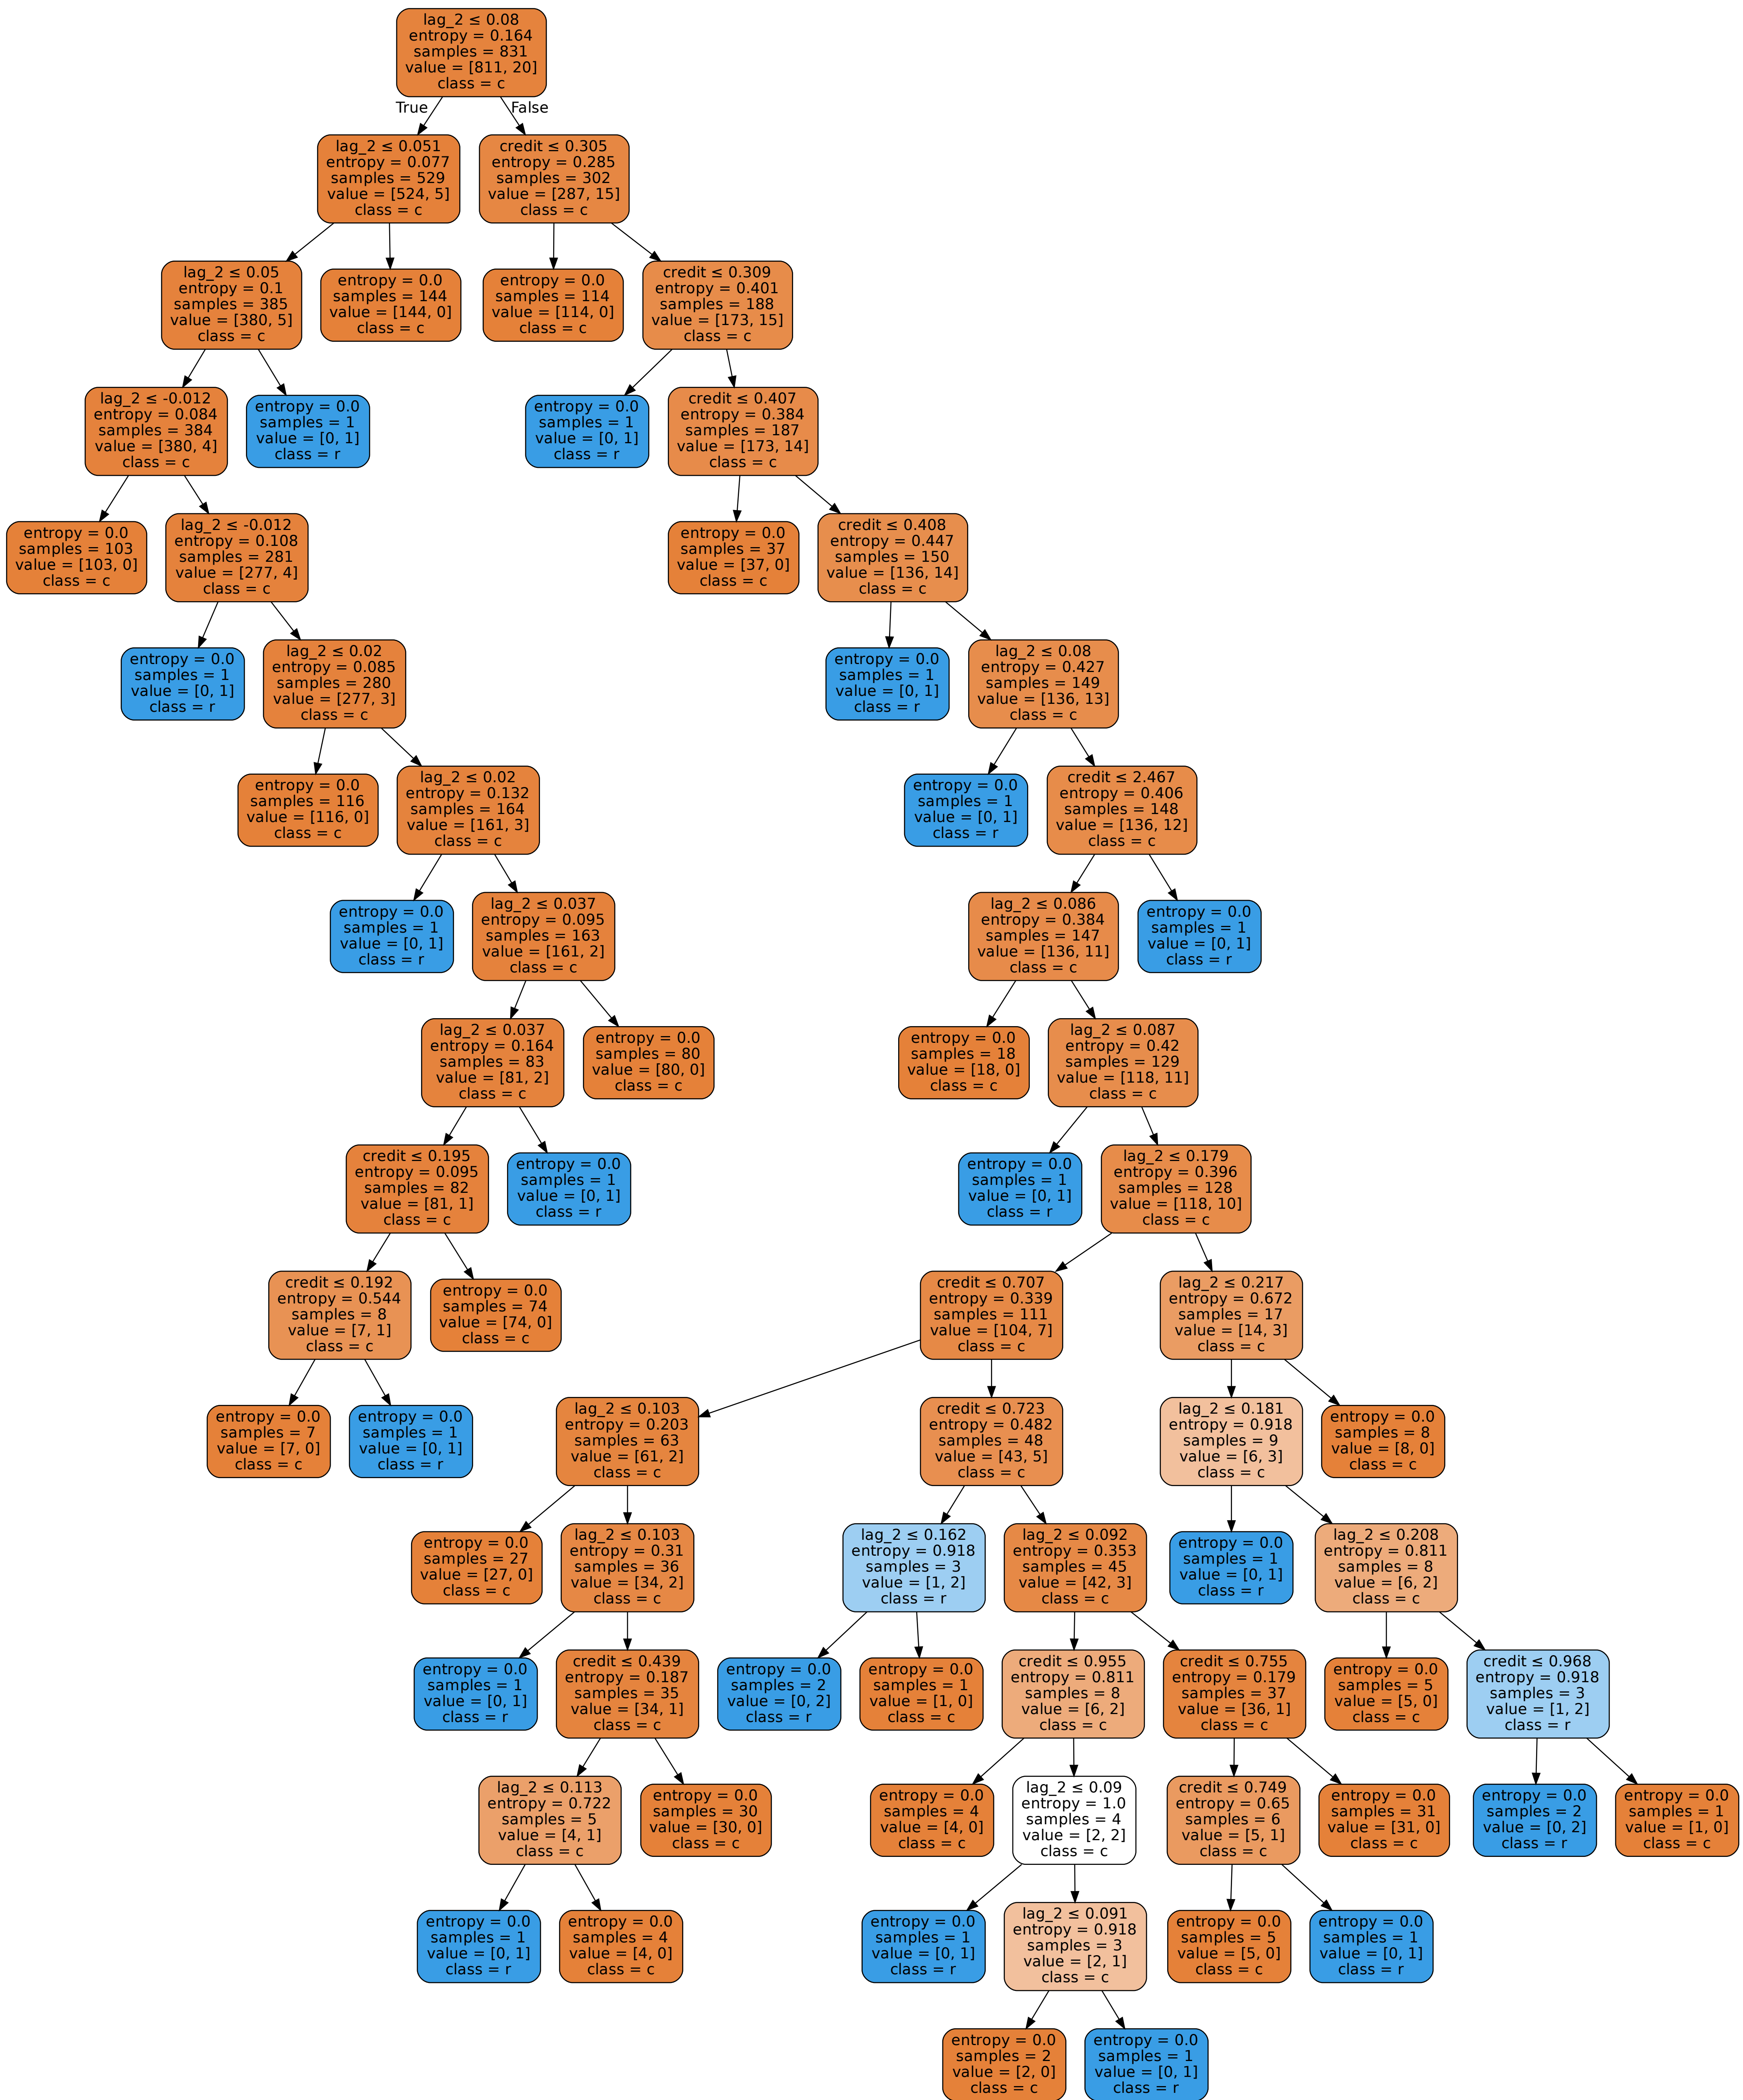 lag_2 ≤ 0.08
entropy = 0.164
samples = 831
value = [811, 20]
class = c
True
False
lag_2 ≤ 0.051
entropy = 0.077
samples = 529
value = [524, 5]
class = c
credit ≤ 0.305
entropy = 0.285
samples = 302
value = [287, 15]
class = c
lag_2 ≤ 0.05
entropy = 0.1
samples = 385
value = [380, 5]
class = c
entropy = 0.0
samples = 144
value = [144, 0]
class = c
entropy = 0.0
samples = 114
value = [114, 0]
class = c
credit ≤ 0.309
entropy = 0.401
samples = 188
value = [173, 15]
class = c
lag_2 ≤ -0.012
entropy = 0.084
samples = 384
value = [380, 4]
class = c
entropy = 0.0
samples = 1
value = [0, 1]
class = r
entropy = 0.0
samples = 1
value = [0, 1]
class = r
credit ≤ 0.407
entropy = 0.384
samples = 187
value = [173, 14]
class = c
entropy = 0.0
samples = 103
value = [103, 0]
class = c
lag_2 ≤ -0.012
entropy = 0.108
samples = 281
value = [277, 4]
class = c
entropy = 0.0
samples = 37
value = [37, 0]
class = c
credit ≤ 0.408
entropy = 0.447
samples = 150
value = [136, 14]
class = c
entropy = 0.0
samples = 1
value = [0, 1]
class = r
lag_2 ≤ 0.02
entropy = 0.085
samples = 280
value = [277, 3]
class = c
entropy = 0.0
samples = 1
value = [0, 1]
class = r
lag_2 ≤ 0.08
entropy = 0.427
samples = 149
value = [136, 13]
class = c
entropy = 0.0
samples = 116
value = [116, 0]
class = c
lag_2 ≤ 0.02
entropy = 0.132
samples = 164
value = [161, 3]
class = c
entropy = 0.0
samples = 1
value = [0, 1]
class = r
credit ≤ 2.467
entropy = 0.406
samples = 148
value = [136, 12]
class = c
entropy = 0.0
samples = 1
value = [0, 1]
class = r
lag_2 ≤ 0.037
entropy = 0.095
samples = 163
value = [161, 2]
class = c
lag_2 ≤ 0.086
entropy = 0.384
samples = 147
value = [136, 11]
class = c
entropy = 0.0
samples = 1
value = [0, 1]
class = r
lag_2 ≤ 0.037
entropy = 0.164
samples = 83
value = [81, 2]
class = c
entropy = 0.0
samples = 80
value = [80, 0]
class = c
entropy = 0.0
samples = 18
value = [18, 0]
class = c
lag_2 ≤ 0.087
entropy = 0.42
samples = 129
value = [118, 11]
class = c
credit ≤ 0.195
entropy = 0.095
samples = 82
value = [81, 1]
class = c
entropy = 0.0
samples = 1
value = [0, 1]
class = r
entropy = 0.0
samples = 1
value = [0, 1]
class = r
lag_2 ≤ 0.179
entropy = 0.396
samples = 128
value = [118, 10]
class = c
credit ≤ 0.192
entropy = 0.544
samples = 8
value = [7, 1]
class = c
entropy = 0.0
samples = 74
value = [74, 0]
class = c
credit ≤ 0.707
entropy = 0.339
samples = 111
value = [104, 7]
class = c
lag_2 ≤ 0.217
entropy = 0.672
samples = 17
value = [14, 3]
class = c
entropy = 0.0
samples = 7
value = [7, 0]
class = c
entropy = 0.0
samples = 1
value = [0, 1]
class = r
lag_2 ≤ 0.103
entropy = 0.203
samples = 63
value = [61, 2]
class = c
credit ≤ 0.723
entropy = 0.482
samples = 48
value = [43, 5]
class = c
lag_2 ≤ 0.181
entropy = 0.918
samples = 9
value = [6, 3]
class = c
entropy = 0.0
samples = 8
value = [8, 0]
class = c
entropy = 0.0
samples = 27
value = [27, 0]
class = c
lag_2 ≤ 0.103
entropy = 0.31
samples = 36
value = [34, 2]
class = c
lag_2 ≤ 0.162
entropy = 0.918
samples = 3
value = [1, 2]
class = r
lag_2 ≤ 0.092
entropy = 0.353
samples = 45
value = [42, 3]
class = c
entropy = 0.0
samples = 1
value = [0, 1]
class = r
lag_2 ≤ 0.208
entropy = 0.811
samples = 8
value = [6, 2]
class = c
entropy = 0.0
samples = 1
value = [0, 1]
class = r
credit ≤ 0.439
entropy = 0.187
samples = 35
value = [34, 1]
class = c
entropy = 0.0
samples = 2
value = [0, 2]
class = r
entropy = 0.0
samples = 1
value = [1, 0]
class = c
credit ≤ 0.955
entropy = 0.811
samples = 8
value = [6, 2]
class = c
credit ≤ 0.755
entropy = 0.179
samples = 37
value = [36, 1]
class = c
entropy = 0.0
samples = 5
value = [5, 0]
class = c
credit ≤ 0.968
entropy = 0.918
samples = 3
value = [1, 2]
class = r
lag_2 ≤ 0.113
entropy = 0.722
samples = 5
value = [4, 1]
class = c
entropy = 0.0
samples = 30
value = [30, 0]
class = c
entropy = 0.0
samples = 4
value = [4, 0]
class = c
lag_2 ≤ 0.09
entropy = 1.0
samples = 4
value = [2, 2]
class = c
credit ≤ 0.749
entropy = 0.65
samples = 6
value = [5, 1]
class = c
entropy = 0.0
samples = 31
value = [31, 0]
class = c
entropy = 0.0
samples = 2
value = [0, 2]
class = r
entropy = 0.0
samples = 1
value = [1, 0]
class = c
entropy = 0.0
samples = 1
value = [0, 1]
class = r
entropy = 0.0
samples = 4
value = [4, 0]
class = c
entropy = 0.0
samples = 1
value = [0, 1]
class = r
lag_2 ≤ 0.091
entropy = 0.918
samples = 3
value = [2, 1]
class = c
entropy = 0.0
samples = 5
value = [5, 0]
class = c
entropy = 0.0
samples = 1
value = [0, 1]
class = r
entropy = 0.0
samples = 2
value = [2, 0]
class = c
entropy = 0.0
samples = 1
value = [0, 1]
class = r